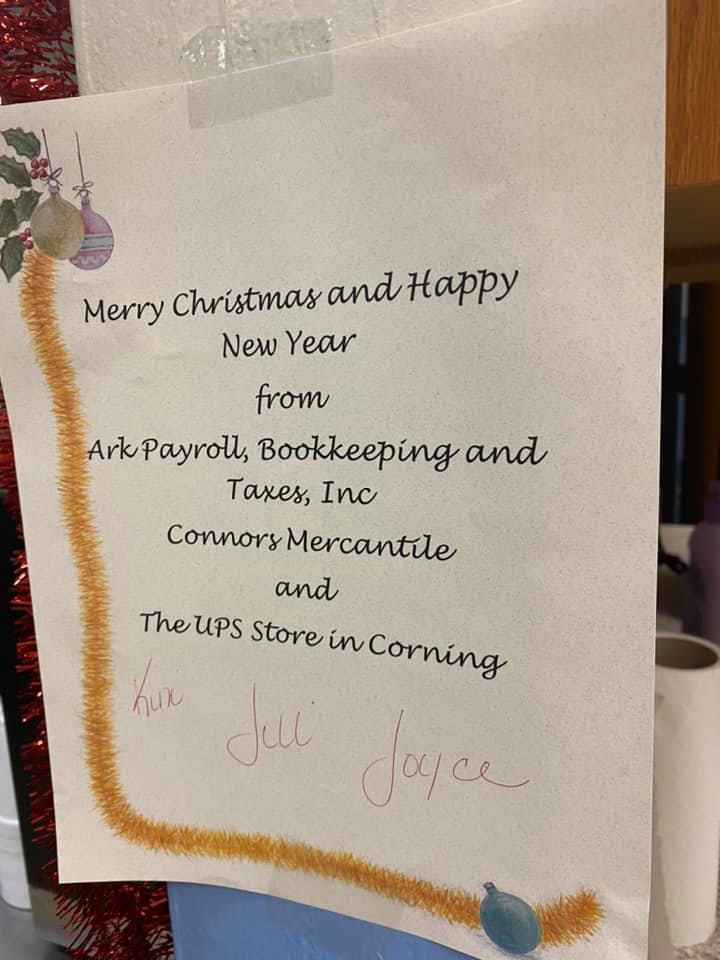 Merry Christmas and Happy
New Year
from
Ark Payroll, Bookkeeping and
Taxes, Inc
Connors Mercantile
and
The UPS Store in Corning
Kim Jill Joyce